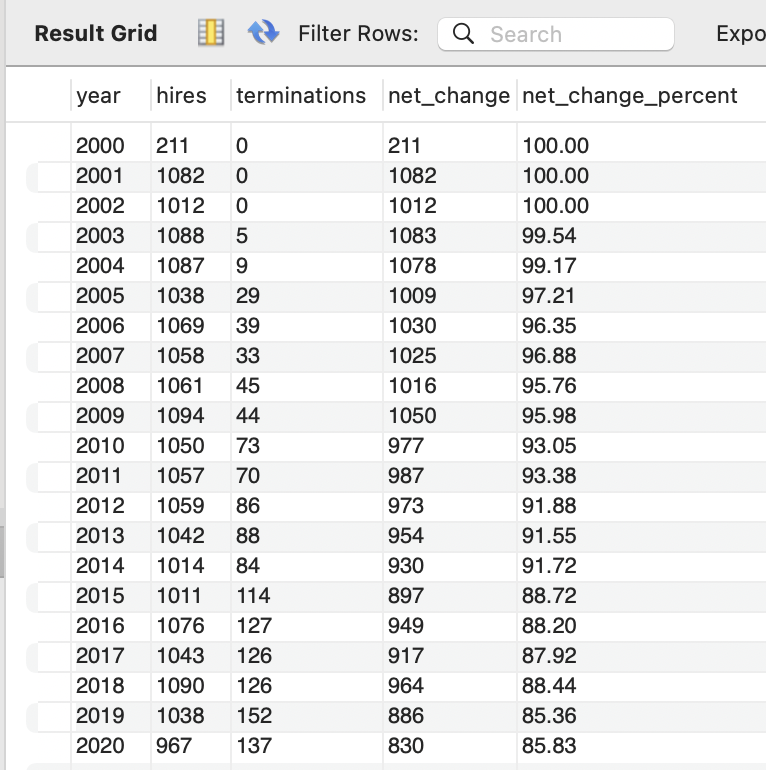 Result Grid Filter Rows: Search Expo
year hires terminations net_change net_change_percent
2000 211 0 211 100.00
2001 1082 0 1082 100.00
2002 1012 0 1012 100.00
2003 1088 5 1083 99.54
2004 1087 9 1078 99.17
2005 1038 29 1009 97.21
2006 1069 39 1030 96.35
2007 1058 33 1025 96.88
2008 1061 45 1016 95.76
2009 1094 44 1050 95.98
2010 1050 73 977 93.05
2011 1057 70 987 93.38
2012 1059 86 973 91.88
2013 1042 88 954 91.55
2014 1014 84 930 91.72
2015 1011 114 897 88.72
2016 1076 127 949 88.20
2017 1043 126 917 87.92
2018 1090 126 964 88.44
2019 1038 152 886 85.36
2020 967 137 830 85.83